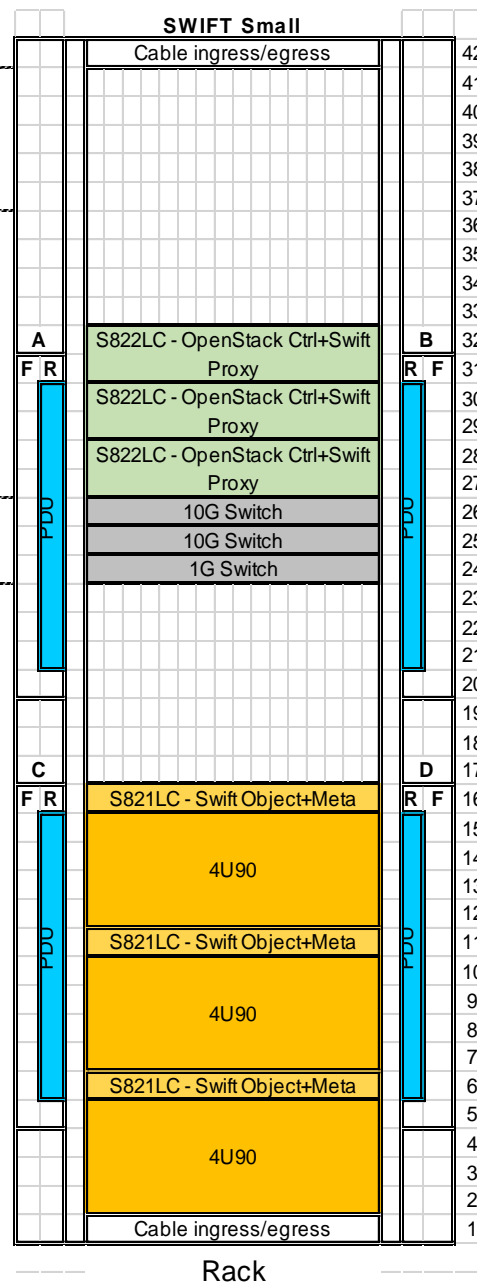 SWIFT Small
Cable ingress/egress 42
41
40
39
38
37
36
35
34
33
A S822LC - OpenStack Ctrl+Swift B 32
F R Proxy R F 31
S822LC - OpenStack Ctrl+Swift 30
Proxy 29
S822LC - OpenStack Ctrl+Swift 28
Proxy 27
PDU 10G Switch PDU 26
10G Switch 25
1G Switch 24
23
22
21
20
19
18
C D 17
F R S821LC - Swift Object+Meta R F 16
15
4U90 14
13
12
PDU S821LC - Swift Object+Meta PDU 11
10
4U90 9
8
7
S821LC - Swift Object+Meta 6
5
4U90 4
3
2
Cable ingress/egress 1
Rack